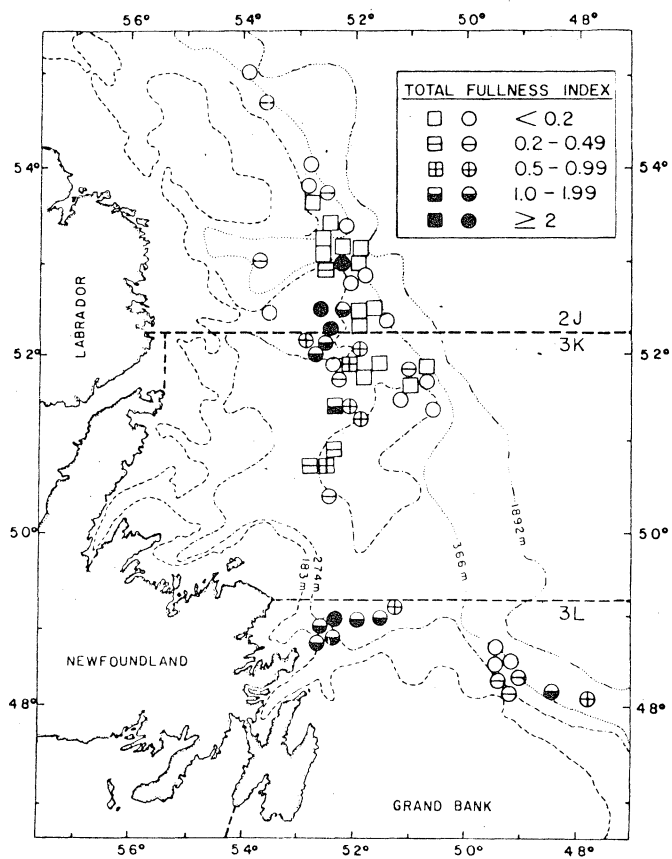 56° 54° 52° 50° 48°
TOTAL FULLNESS INDEX
< 0.2
0.2 - 0.49
0.5 - 0.99
1.0 - 1.99
≥ 2
54°
54°
LABRADOR
2J
3K
52°
52°
50°
50°
183m
274m
366m
1892m
3L
NEWFOUNDLAND
48°
48°
GRAND BANK
56° 54° 52° 50° 48°